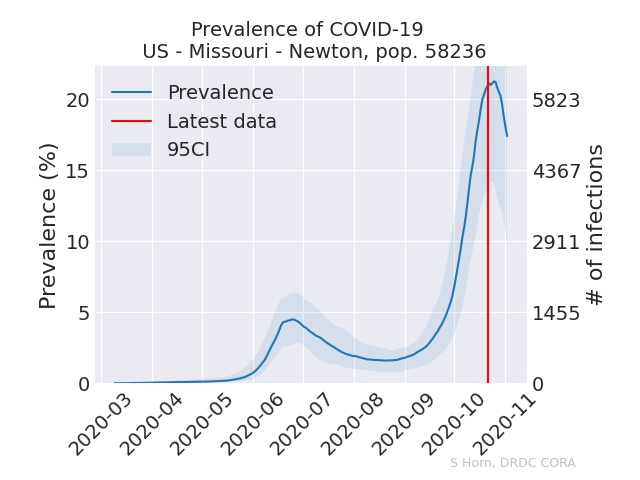 Prevalence of COVID-19
US - Missouri - Newton, pop. 58236
Prevalence
Latest data
95CI
Prevalence (%)
20
15
10
5
0
5823
4367
2911
1455
0
# of infections
2020-03
2020-04
2020-05
2020-06
2020-07
2020-08
2020-09
2020-10
2020-11
S Horn, DRDC CORA